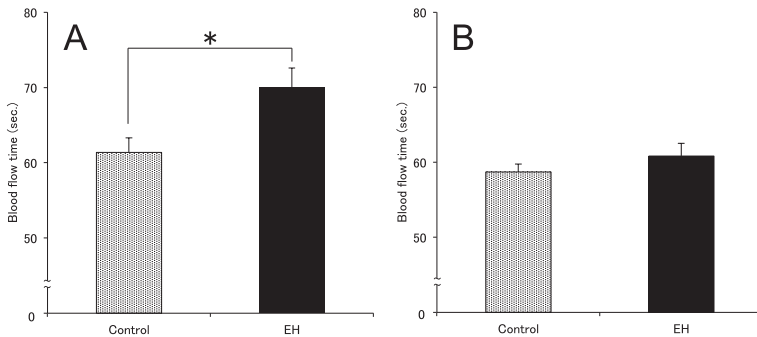 A
*
80
70
60
50
0
Blood flow time (sec.)
Control
EH
B
80
70
60
50
0
Blood flow time (sec.)
Control
EH